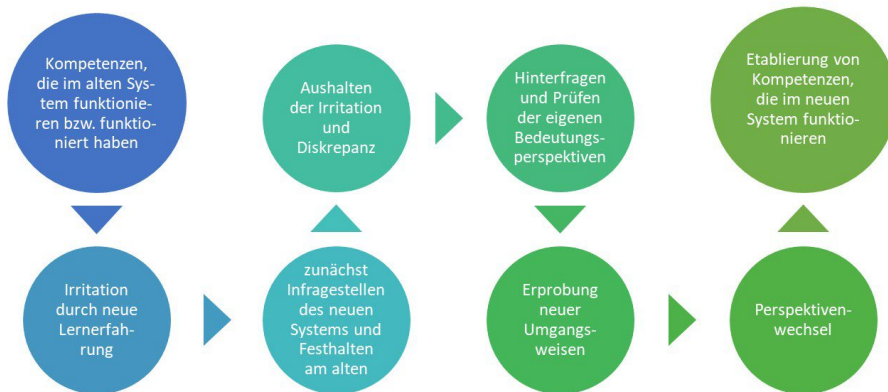 Kompetenzen,
die im alten Sys-
tem funktionie-
ren bzw. funktio-
niert haben
Irritation
durch neue
Lernerfah-
rung
zunächst
Infragestellen
des neuen
Systems und
Festhalten
am alten
Aushalten
der Irritation
und
Diskrepanz
Hinterfragen
und Prüfen
der eigenen
Bedeutungs-
perspektiven
Erprobung
neuer
Umgangs-
weisen
Perspektiven-
wechsel
Etablierung von
Kompetenzen,
die im neuen
System funktio-
nieren